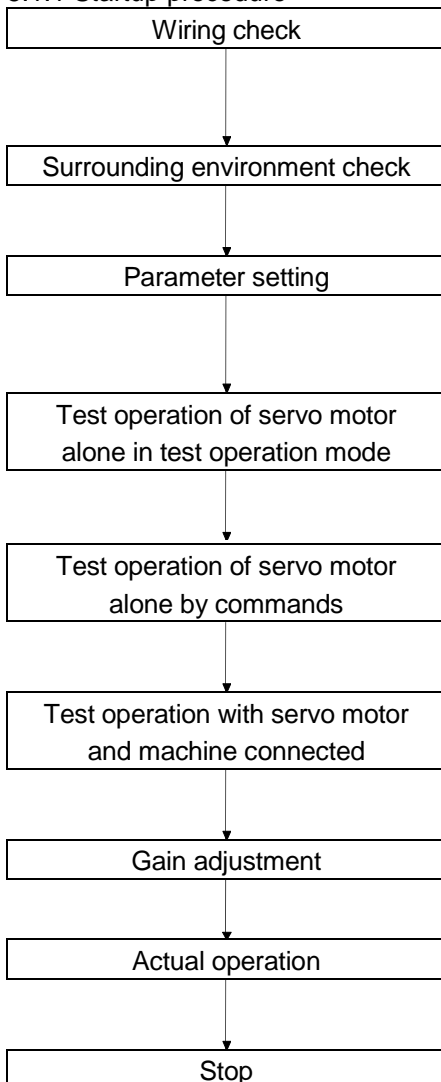 Startup procedure
Wiring check
Surrounding environment check
Parameter setting
Test operation of servo motor
alone in test operation mode
Test operation of servo motor
alone by commands
Test operation with servo motor
and machine connected
Gain adjustment
Actual operation
Stop